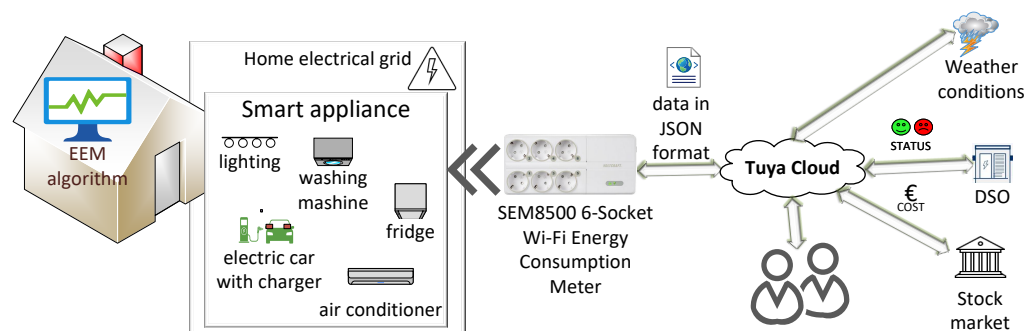 EEM
algorithm
Home electrical grid
Smart appliance
lighting
washing
mashine
fridge
electric car
with charger
air conditioner
SEM8500 6-Socket
Wi-Fi Energy
Consumption
Meter
data in
JSON
format
Tuya Cloud
Weather
conditions
STATUS
DSO
€
COST
Stock
market